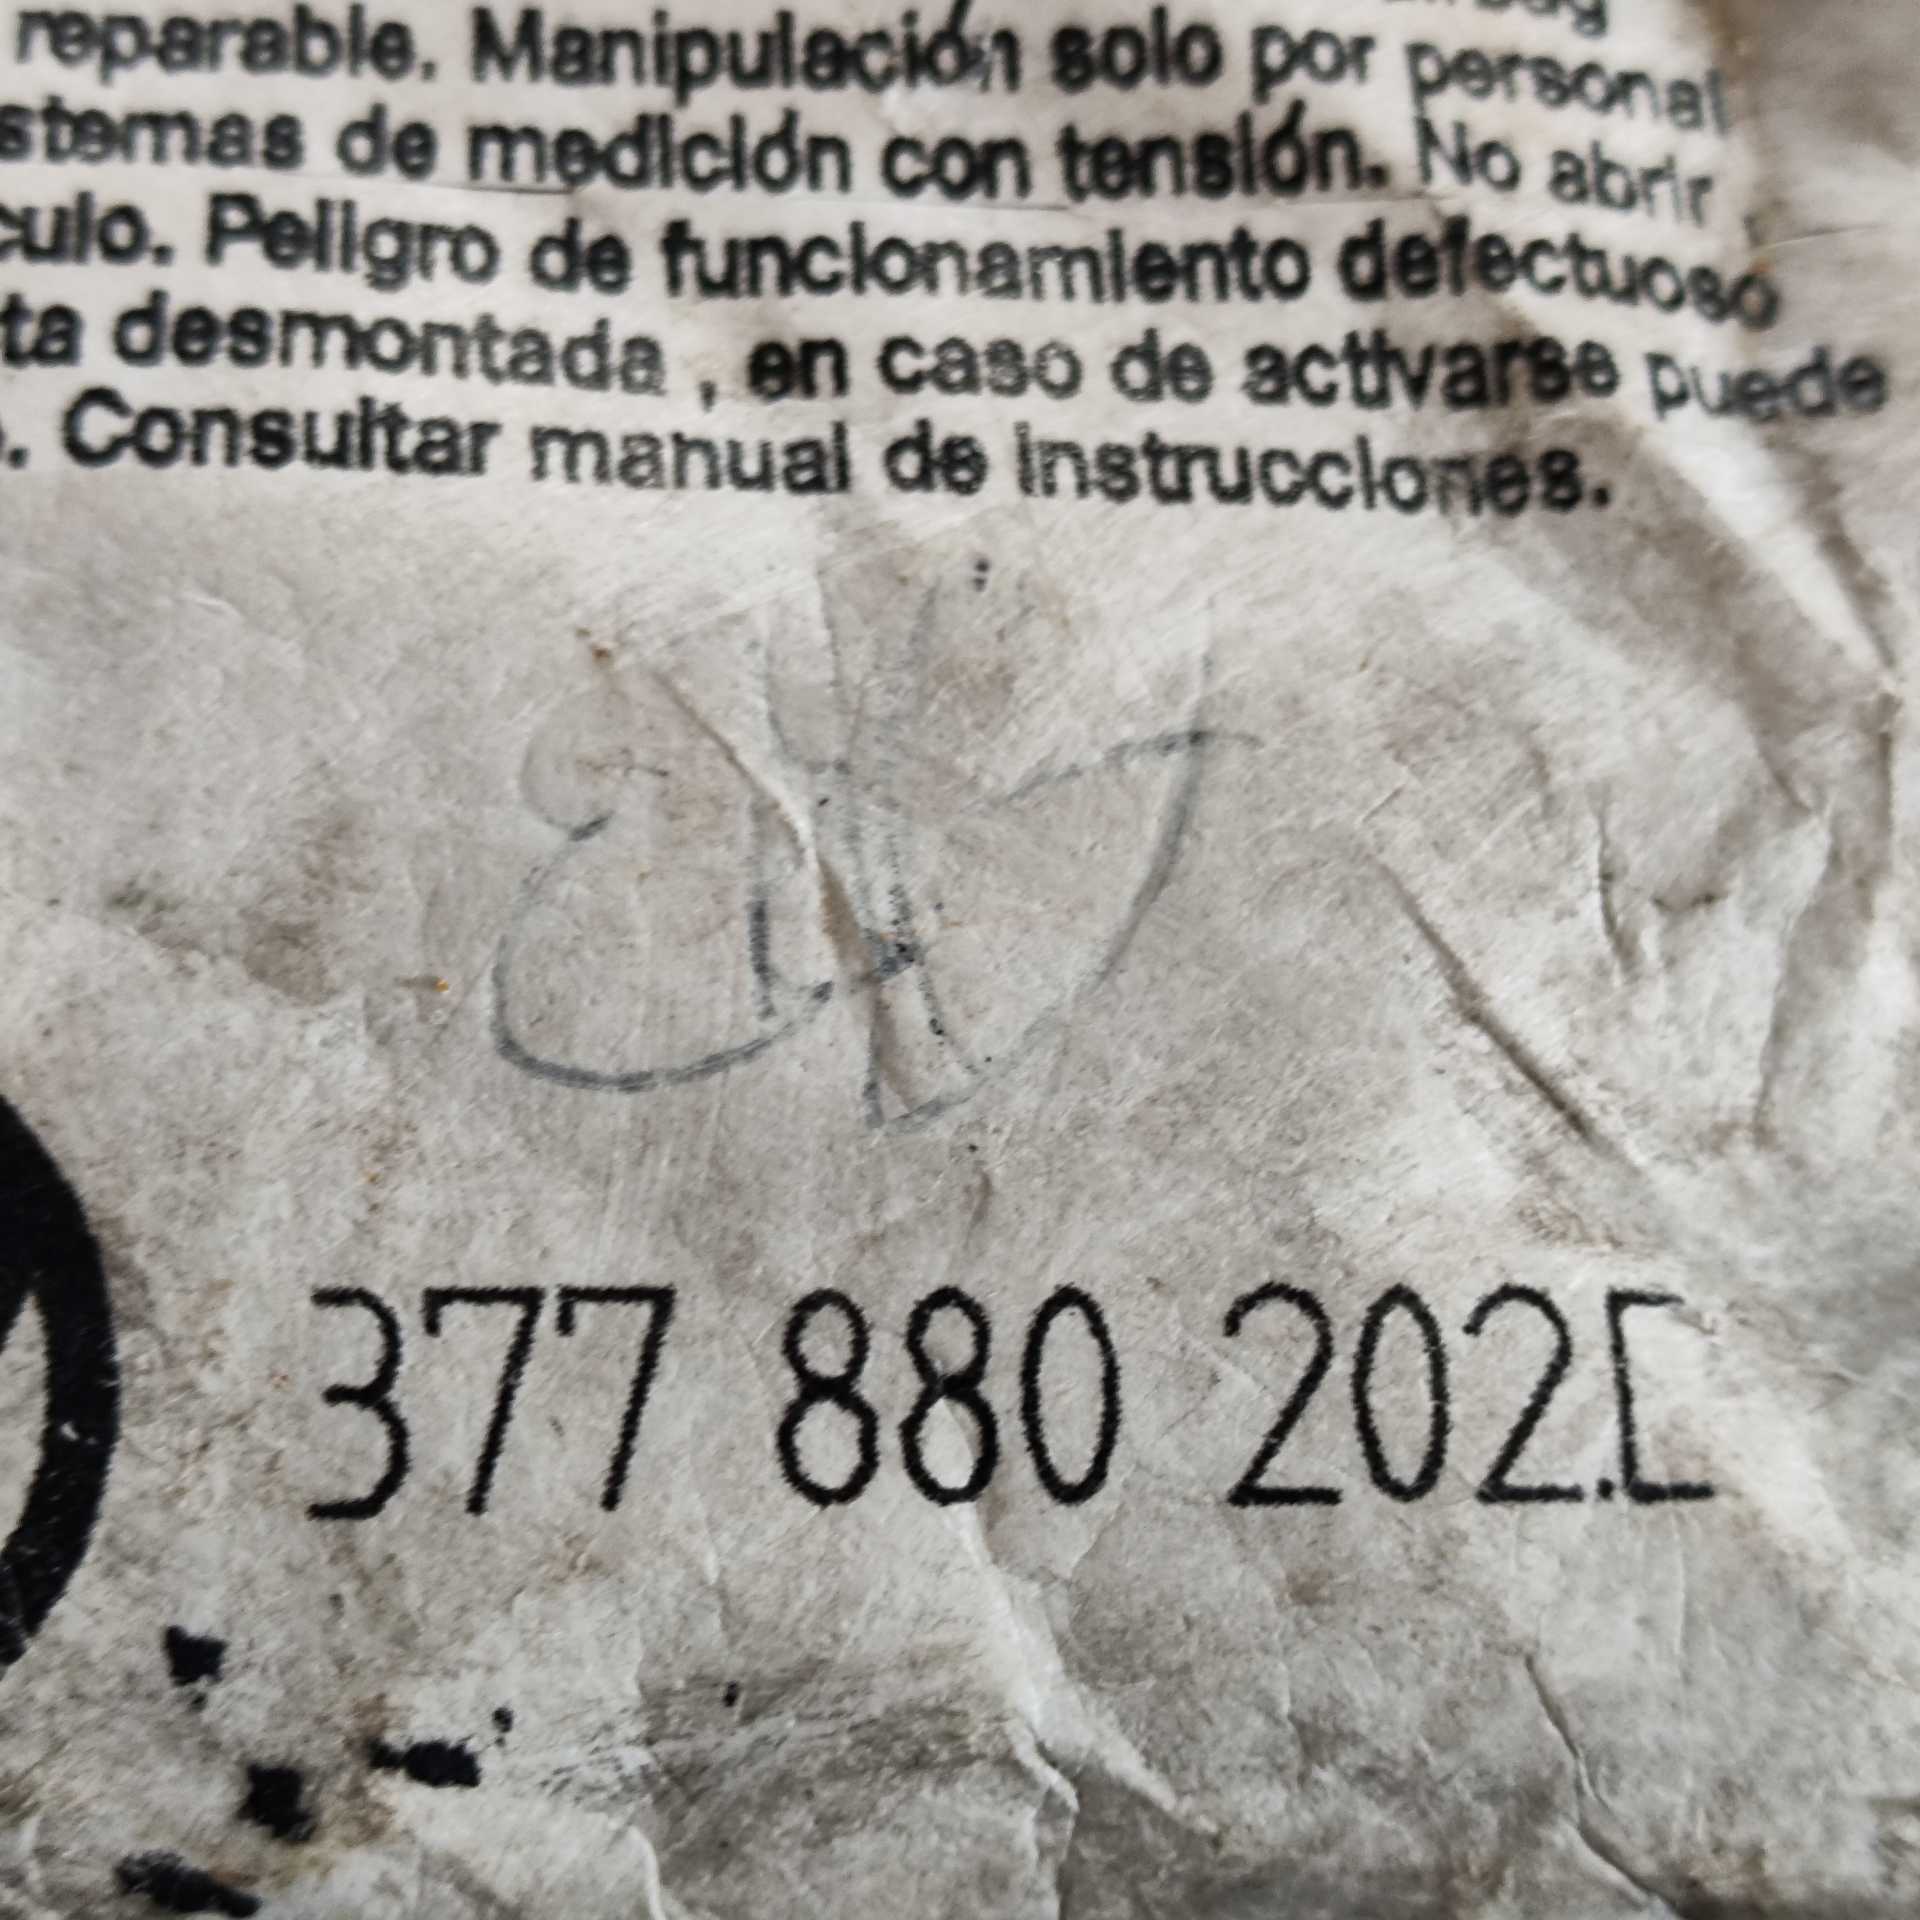 reparable. Manipulación solo por personal
stemas de medición con tensión. No abrir
culo. Peligro de funcionamiento defectuoso
ta desmontada , en caso de activarse puede
. Consultar manual de instrucciones.
377 880 202.